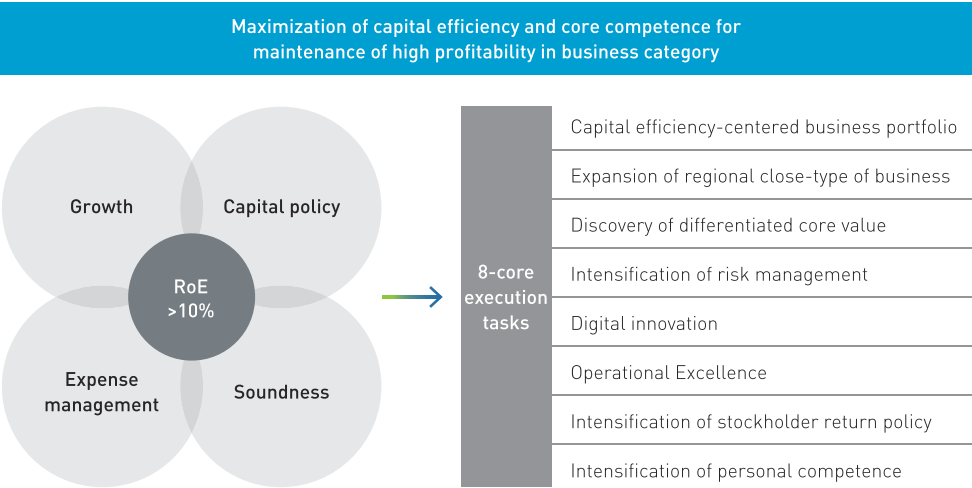 Maximization of capital efficiency and core competence for
maintenance of high profitability in business category
Growth
Capital policy
RoE
>10%
Expense
management
Soundness
8-core
execution
tasks
Capital efficiency-centered business portfolio
Expansion of regional close-type of business
Discovery of differentiated core value
Intensification of risk management
Digital innovation
Operational Excellence
Intensification of stockholder return policy
Intensification of personal competence